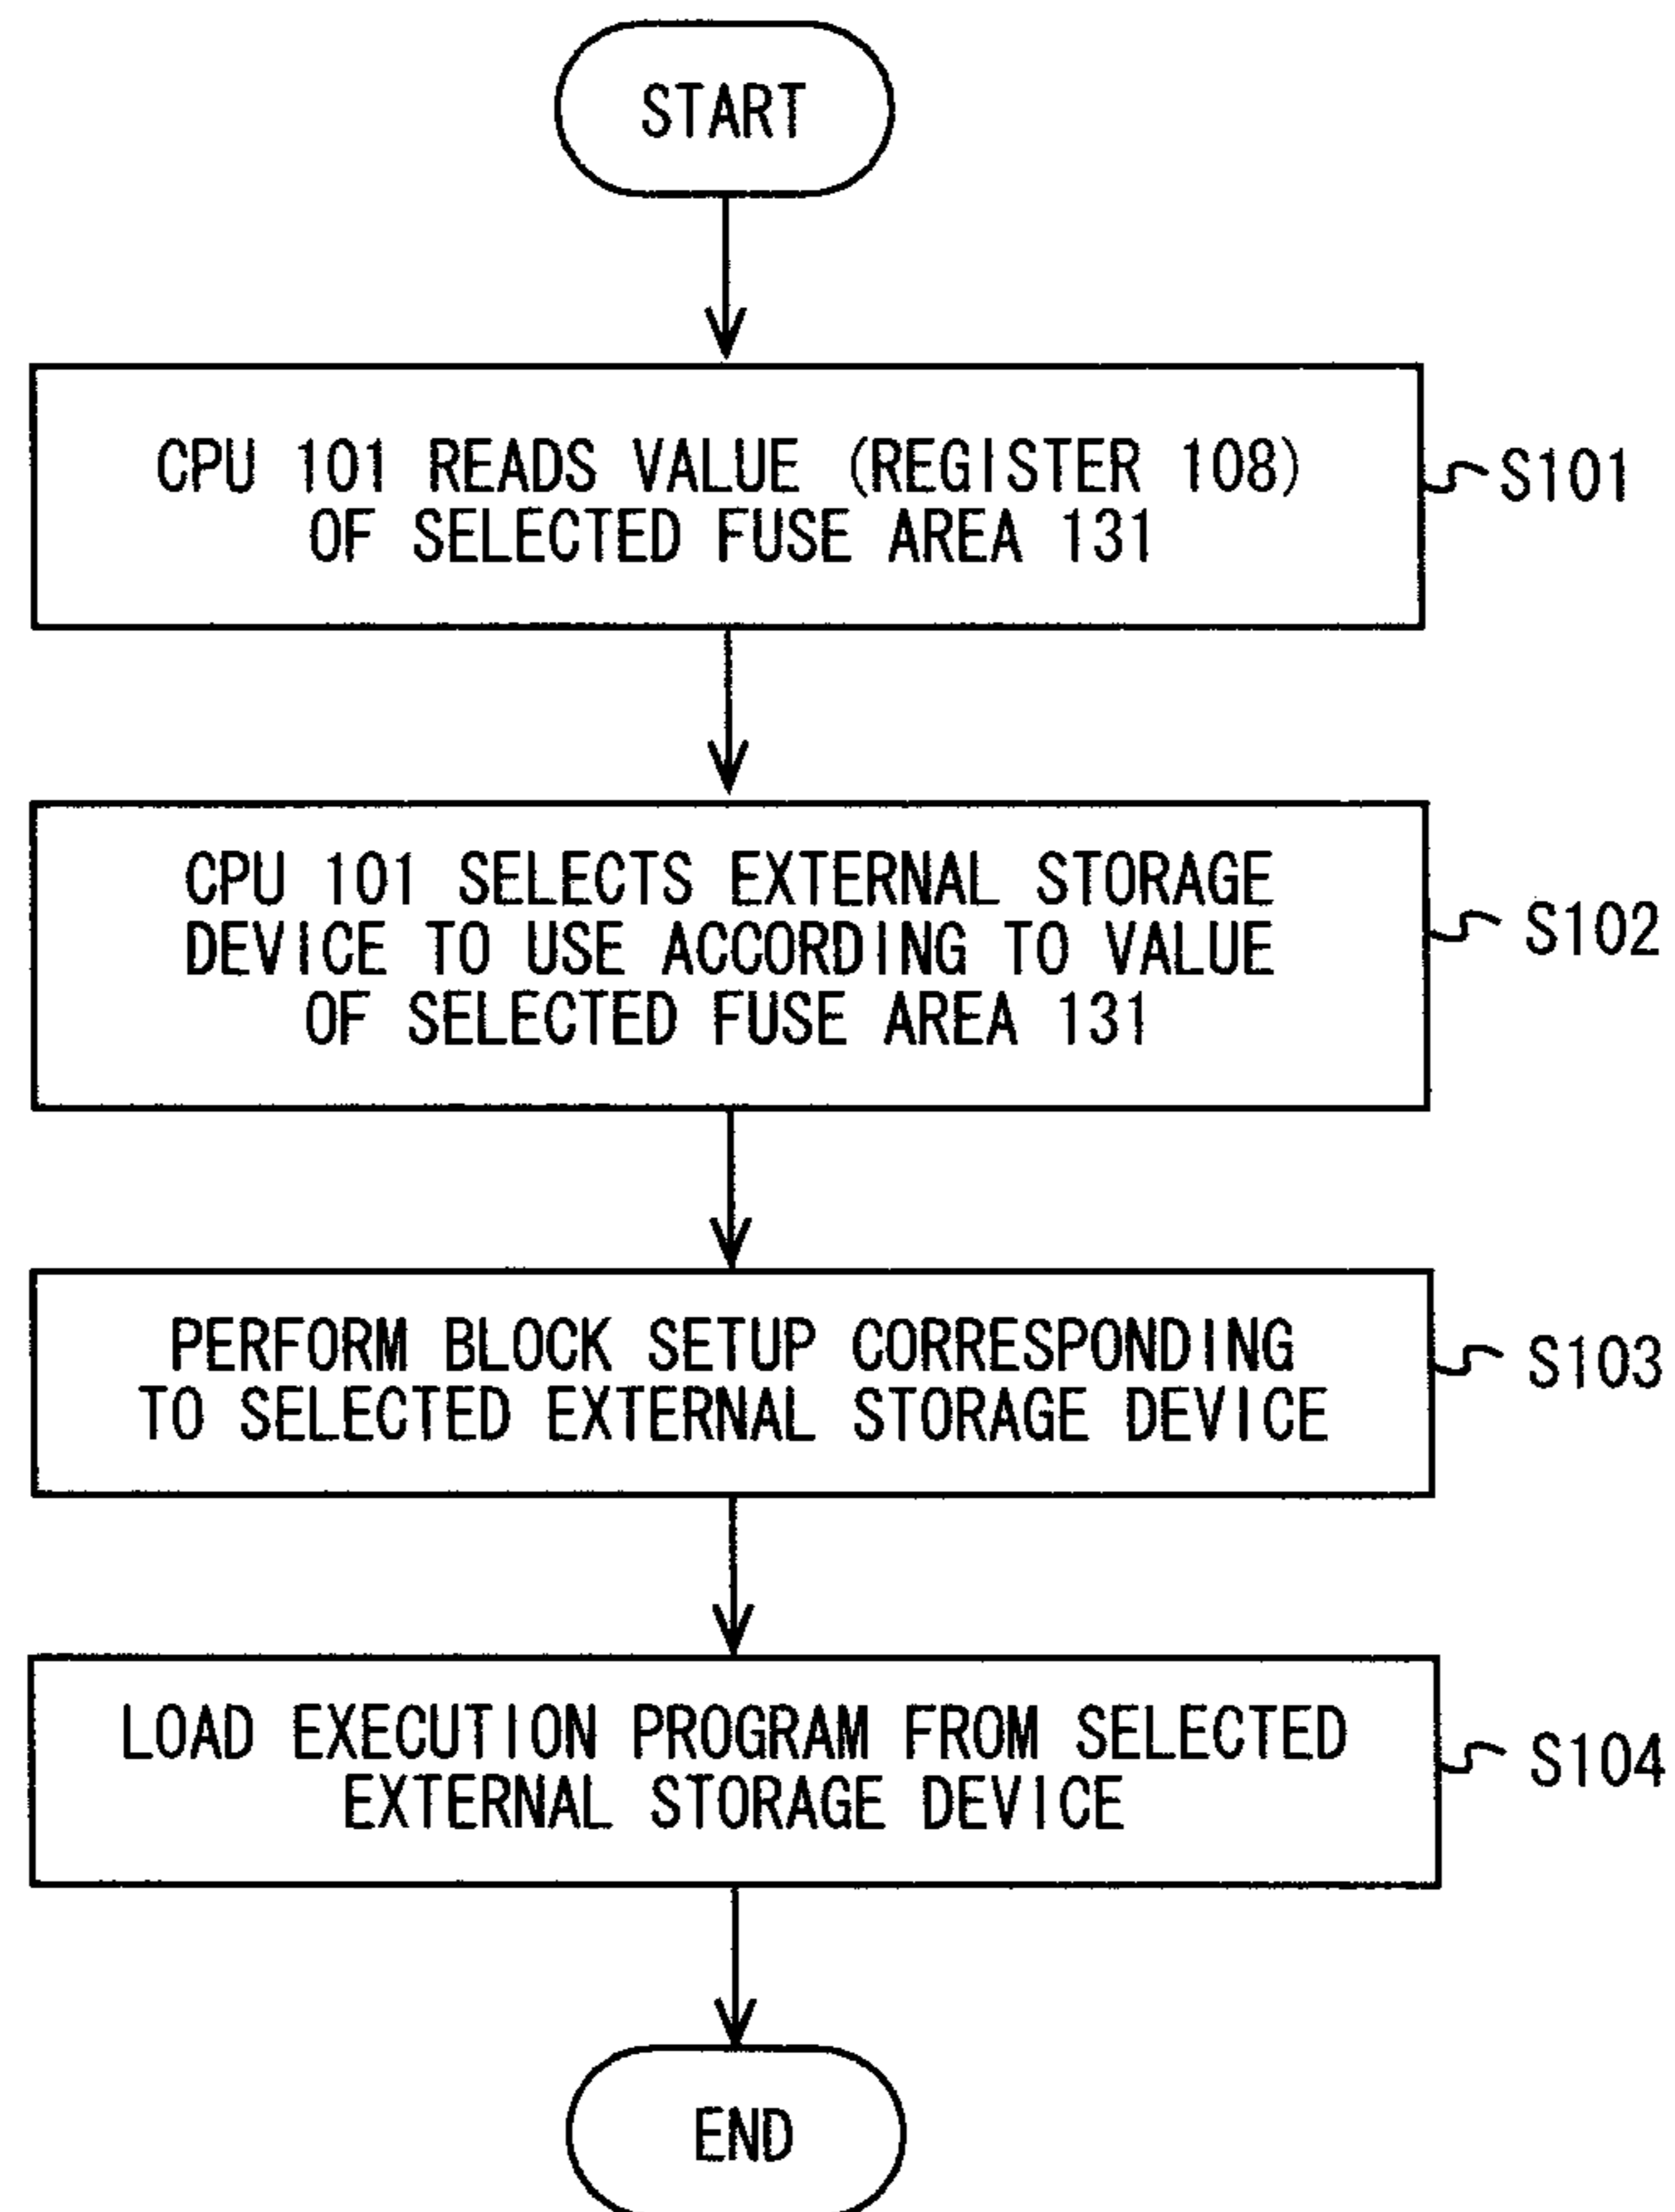 START
CPU 101 READS VALUE (REGISTER 108)
OF SELECTED FUSE AREA 131
S101
CPU 101 SELECTS EXTERNAL STORAGE
DEVICE TO USE ACCORDING TO VALUE
OF SELECTED FUSE AREA 131
S102
PERFORM BLOCK SETUP CORRESPONDING
TO SELECTED EXTERNAL STORAGE DEVICE
S103
LOAD EXECUTION PROGRAM FROM SELECTED
EXTERNAL STORAGE DEVICE
S104
END